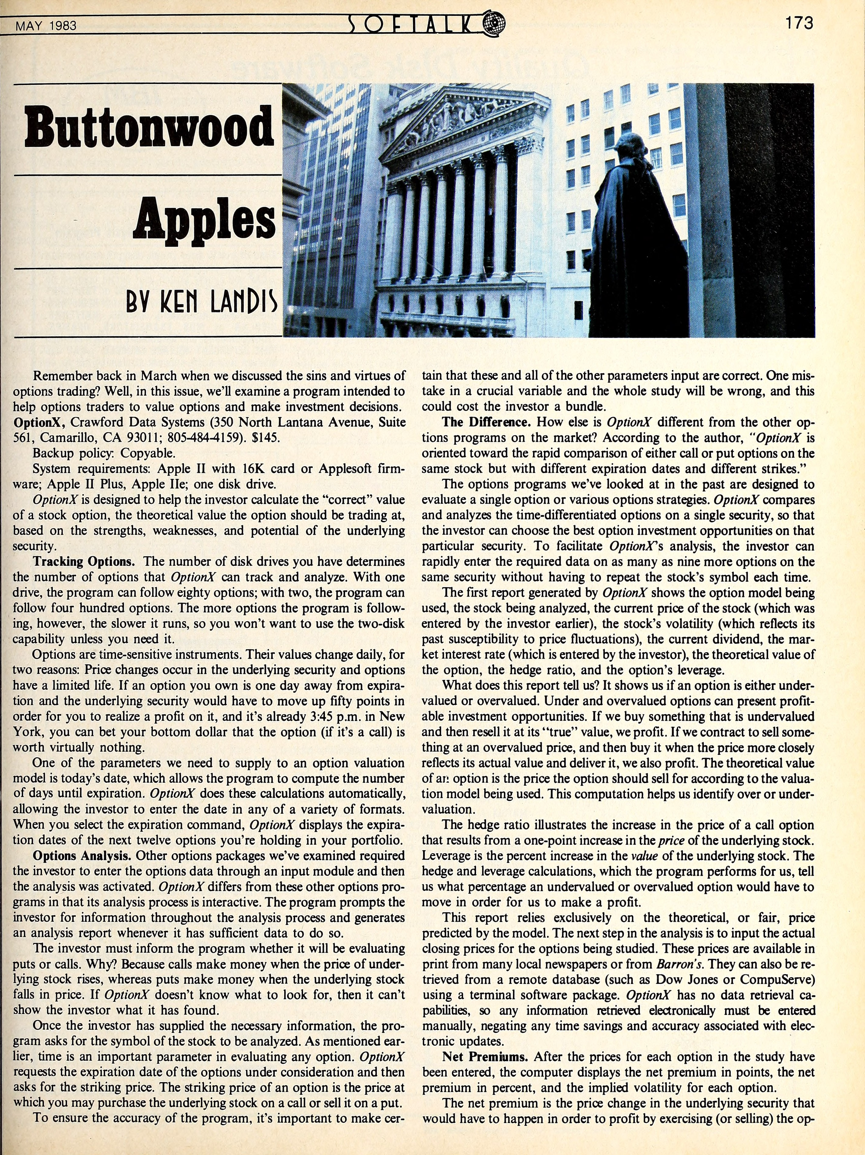 MAY 1983
SOFTALK
173
Buttonwood
Apples
BY KEN LANDIS
Remember back in March when we discussed the sins and virtues of
options trading? Well, in this issue, we'll examine a program intended to
help options traders to value options and make investment decisions.
OptionX, Crawford Data Systems (350 North Lantana Avenue, Suite
561, Camarillo, CA 93011; 805-484-4159). $145.
Backup policy: Copyable.
System requirements: Apple II with 16K card or Applesoft firm-
ware; Apple II Plus, Apple IIe; one disk drive.
OptionX is designed to help the investor calculate the "correct" value
of a stock option, the theoretical value the option should be trading at,
based on the strengths, weaknesses, and potential of the underlying
security.
Tracking Options. The number of disk drives you have determines
the number of options that OptionX can track and analyze. With one
drive, the program can follow eighty options; with two, the program can
follow four hundred options. The more options the program is follow-
ing, however, the slower it runs, so you won't want to use the two-disk
capability unless you need it.
Options are time-sensitive instruments. Their values change daily, for
two reasons: Price changes occur in the underlying security and options
have a limited life. If an option you own is one day away from expira-
tion and the underlying security would have to move up fifty points in
order for you to realize a profit on it, and it's already 3:45 p.m. in New
York, you can bet your bottom dollar that the option (if it's a call) is
worth virtually nothing.
One of the parameters we need to supply to an option valuation
model is today's date, which allows the program to compute the number
of days until expiration. OptionX does these calculations automatically,
allowing the investor to enter the date in any of a variety of formats.
When you select the expiration command, OptionX displays the expira-
tion dates of the next twelve options you're holding in your portfolio.
Options Analysis. Other options packages we've examined required
the investor to enter the options data through an input module and then
the analysis was activated. OptionX differs from these other options pro-
grams in that its analysis process is interactive. The program prompts the
investor for information throughout the analysis process and generates
an analysis report whenever it has sufficient data to do so.
The investor must inform the program whether it will be evaluating
puts or calls. Why? Because calls make money when the price of under-
lying stock rises, whereas puts make money when the underlying stock
falls in price. If OptionX doesn't know what to look for, then it can't
show the investor what it has found.
Once the investor has supplied the necessary information, the pro-
gram asks for the symbol of the stock to be analyzed. As mentioned ear-
lier, time is an important parameter in evaluating any option. OptionX
requests the expiration date of the options under consideration and then
asks for the striking price. The striking price of an option is the price at
which you may purchase the underlying stock on a call or sell it on a put.
To ensure the accuracy of the program, it's important to make cer-
tain that these and all of the other parameters input are correct. One mis-
take in a crucial variable and the whole study will be wrong, and this
could cost the investor a bundle.
The Difference. How else is OptionX different from the other op-
tions programs on the market? According to the author, "OptionX is
oriented toward the rapid comparison of either call or put options on the
same stock but with different expiration dates and different strikes."
The options programs we've looked at in the past are designed to
evaluate a single option or various options strategies. OptionX compares
and analyzes the time-differentiated options on a single security, so that
the investor can choose the best option investment opportunities on that
particular security. To facilitate OptionX's analysis, the investor can
rapidly enter the required data on as many as nine more options on the
same security without having to repeat the stock's symbol each time.
The first report generated by OptionX shows the option model being
used, the stock being analyzed, the current price of the stock (which was
entered by the investor earlier), the stock's volatility (which reflects its
past susceptibility to price fluctuations), the current dividend, the mar-
ket interest rate (which is entered by the investor), the theoretical value of
the option, the hedge ratio, and the option's leverage.
What does this report tell us? It shows us if an option is either under-
valued or overvalued. Under and overvalued options can present profit-
able investment opportunities. If we buy something that is undervalued
and then resell it at its "true" value, we profit. If we contract to sell some-
thing at an overvalued price, and then buy it when the price more closely
reflects its actual value and deliver it, we also profit. The theoretical value
of an option is the price the option should sell for according to the valua-
tion model being used. This computation helps us identify over or under-
valuation.
The hedge ratio illustrates the increase in the price of a call option
that results from a one-point increase in the price of the underlying stock.
Leverage is the percent increase in the value of the underlying stock. The
hedge and leverage calculations, which the program performs for us, tell
us what percentage an undervalued or overvalued option would have to
move in order for us to make a profit.
This report relies exclusively on the theoretical, or fair, price
predicted by the model. The next step in the analysis is to input the actual
closing prices for the options being studied. These prices are available in
print from many local newspapers or from Barron's. They can also be re-
trieved from a remote database (such as Dow Jones or CompuServe)
using a terminal software package. OptionX has no data retrieval ca-
pabilities, so any information retrieved electronically must be entered
manually, negating any time savings and accuracy associated with elec-
tronic updates.
Net Premiums. After the prices for each option in the study have
been entered, the computer displays the net premium in points, the net
premium in percent, and the implied volatility for each option.
The net premium is the price change in the underlying security that
would have to happen in order to profit by exercising (or selling) the op-